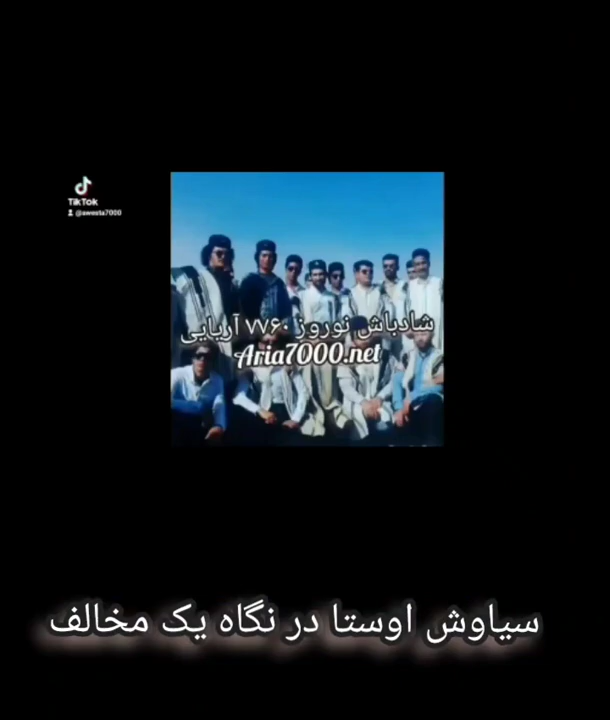 TikTok
@awesta7000
شادباش نوروز ۷۷۶۰ آریایی
Aria7000.net
سیاوش اوستا در نگاه یک مخالف